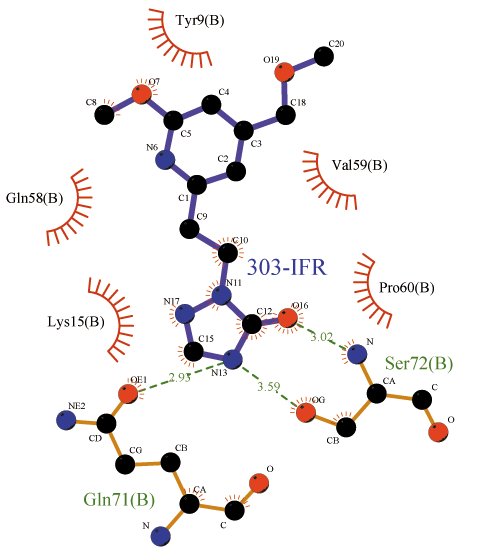 Tyr9(B)
C20
O19
O7
C8
C4
C18
C5
C3
N6
C2
Val59(B)
C1
Gln58(B)
C9
C10
303-IFR
N11
Pro60(B)
N17
C12
O16
Lys15(B)
3.02
N
C15
N13
Ser72(B)
OE1
2.93
3.59
CA
OG
C
NE2
CD
CB
O
CG
CB
O
Gln71(B)
CA
C
N